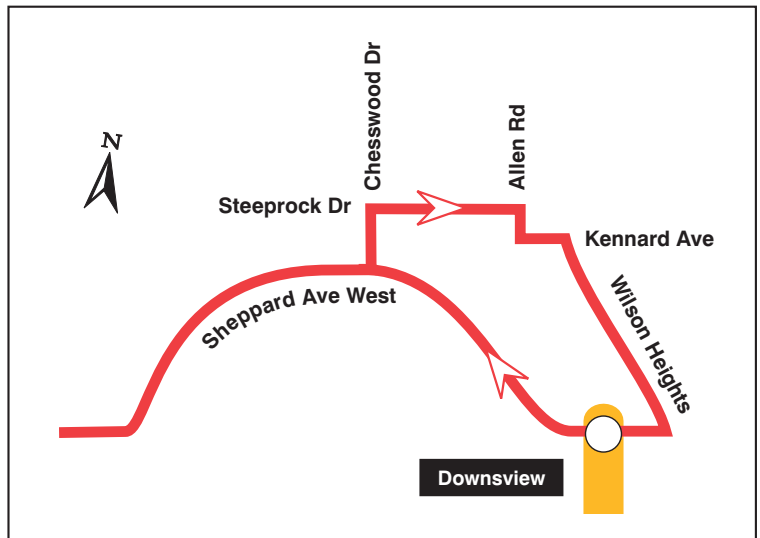 N
Chesswood Dr
Allen Rd
Steeprock Dr
Kennard Ave
Sheppard Ave West
Wilson Heights
Downsview